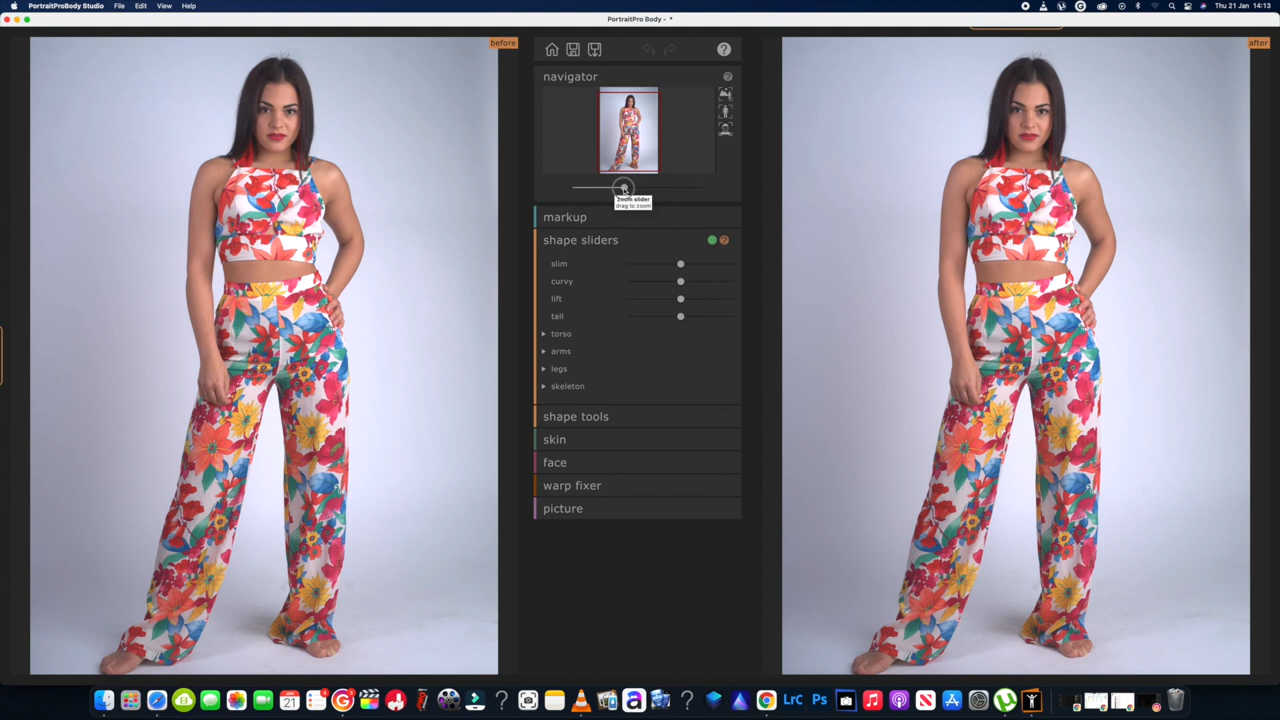 PortraitProBody Studio File Edit View Help Thu 21 Jan 14:13
PortraitPro Body - *
before
after
navigator
Zoom slider
drag to zoom
markup
shape sliders
slim
curvy
lift
tall
torso
arms
legs
skeleton
shape tools
skin
face
warp fixer
picture
LrC Ps